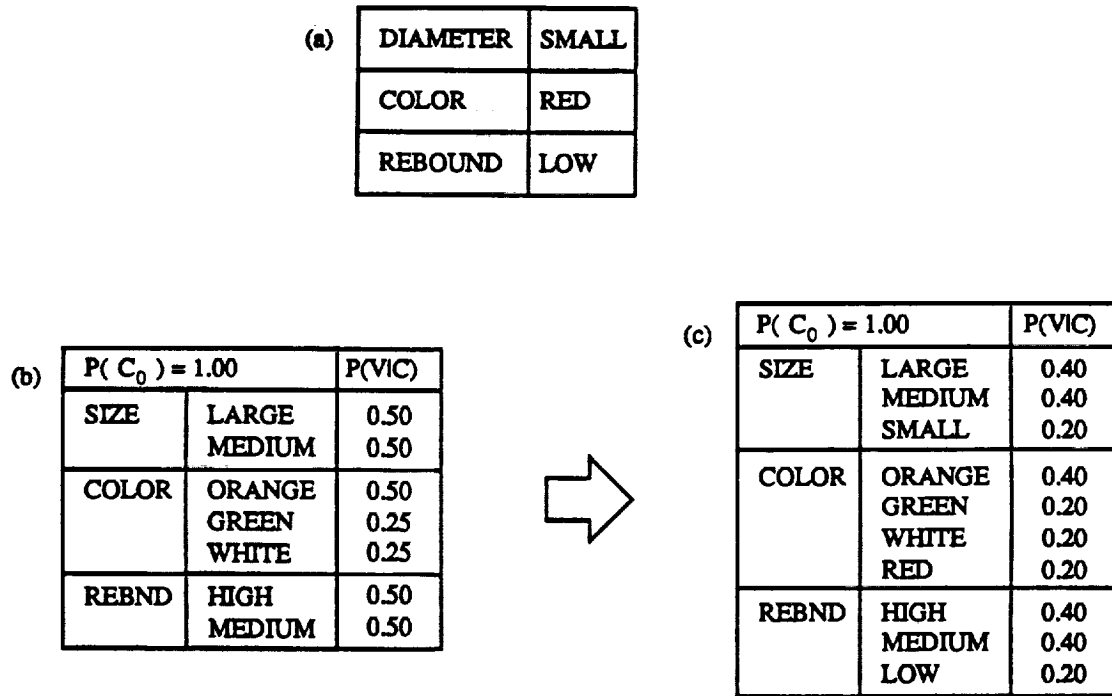 (a) DIAMETER SMALL
COLOR RED
REBOUND LOW
(b) P( C0 ) = 1.00 P(V|C)
SIZE LARGE 0.50
MEDIUM 0.50
COLOR ORANGE 0.50
GREEN 0.25
WHITE 0.25
REBND HIGH 0.50
MEDIUM 0.50
(c) P( C0 ) = 1.00 P(V|C)
SIZE LARGE 0.40
MEDIUM 0.40
SMALL 0.20
COLOR ORANGE 0.40
GREEN 0.20
WHITE 0.20
RED 0.20
REBND HIGH 0.40
MEDIUM 0.40
LOW 0.20